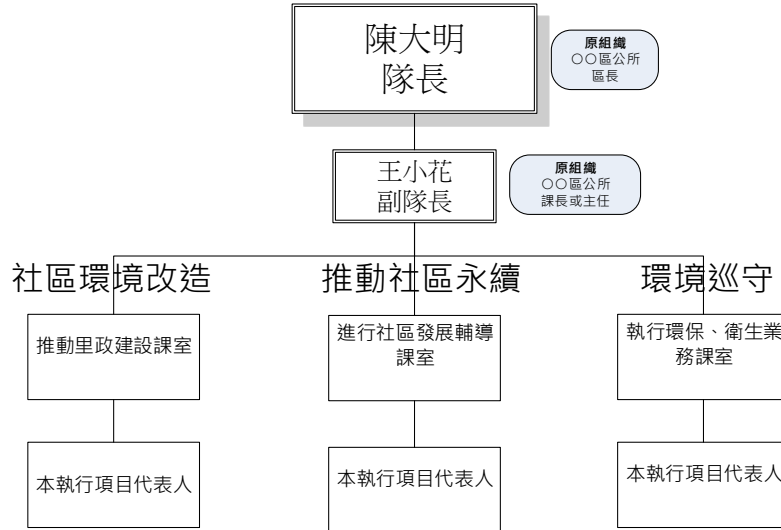 陳大明
隊長
原組織
○○區公所
區長
王小花
副隊長
原組織
○○區公所
課長或主任
社區環境改造
推動社區永續
環境巡守
推動里政建設課室
進行社區發展輔導
課室
執行環保、衛生業
務課室
本執行項目代表人
本執行項目代表人
本執行項目代表人